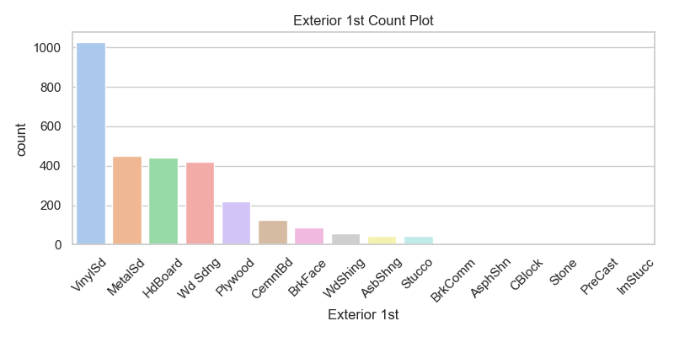 Exterior 1st Count Plot
1000
800
600
400
200
0
count
VinylSd
MetalSd
HdBoard
Wd Sdng
Plywood
CemntBd
BrkFace
WdShing
AsbShng
Stucco
BrkComm
AsphShn
CBlock
Stone
PreCast
ImStucc
Exterior 1st